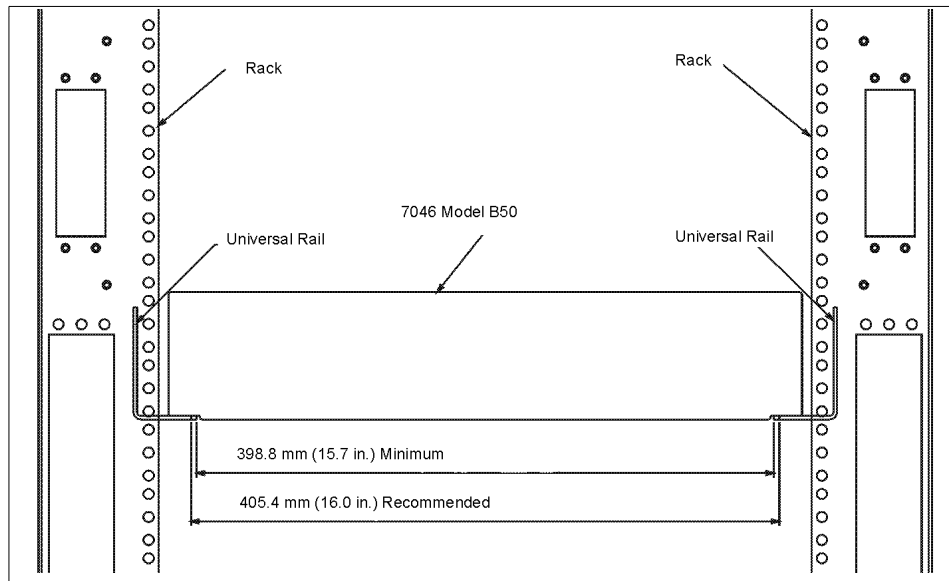 Rack
Rack
7046 Model B50
Universal Rail
Universal Rail
398.8 mm (15.7 in.) Minimum
405.4 mm (16.0 in.) Recommended